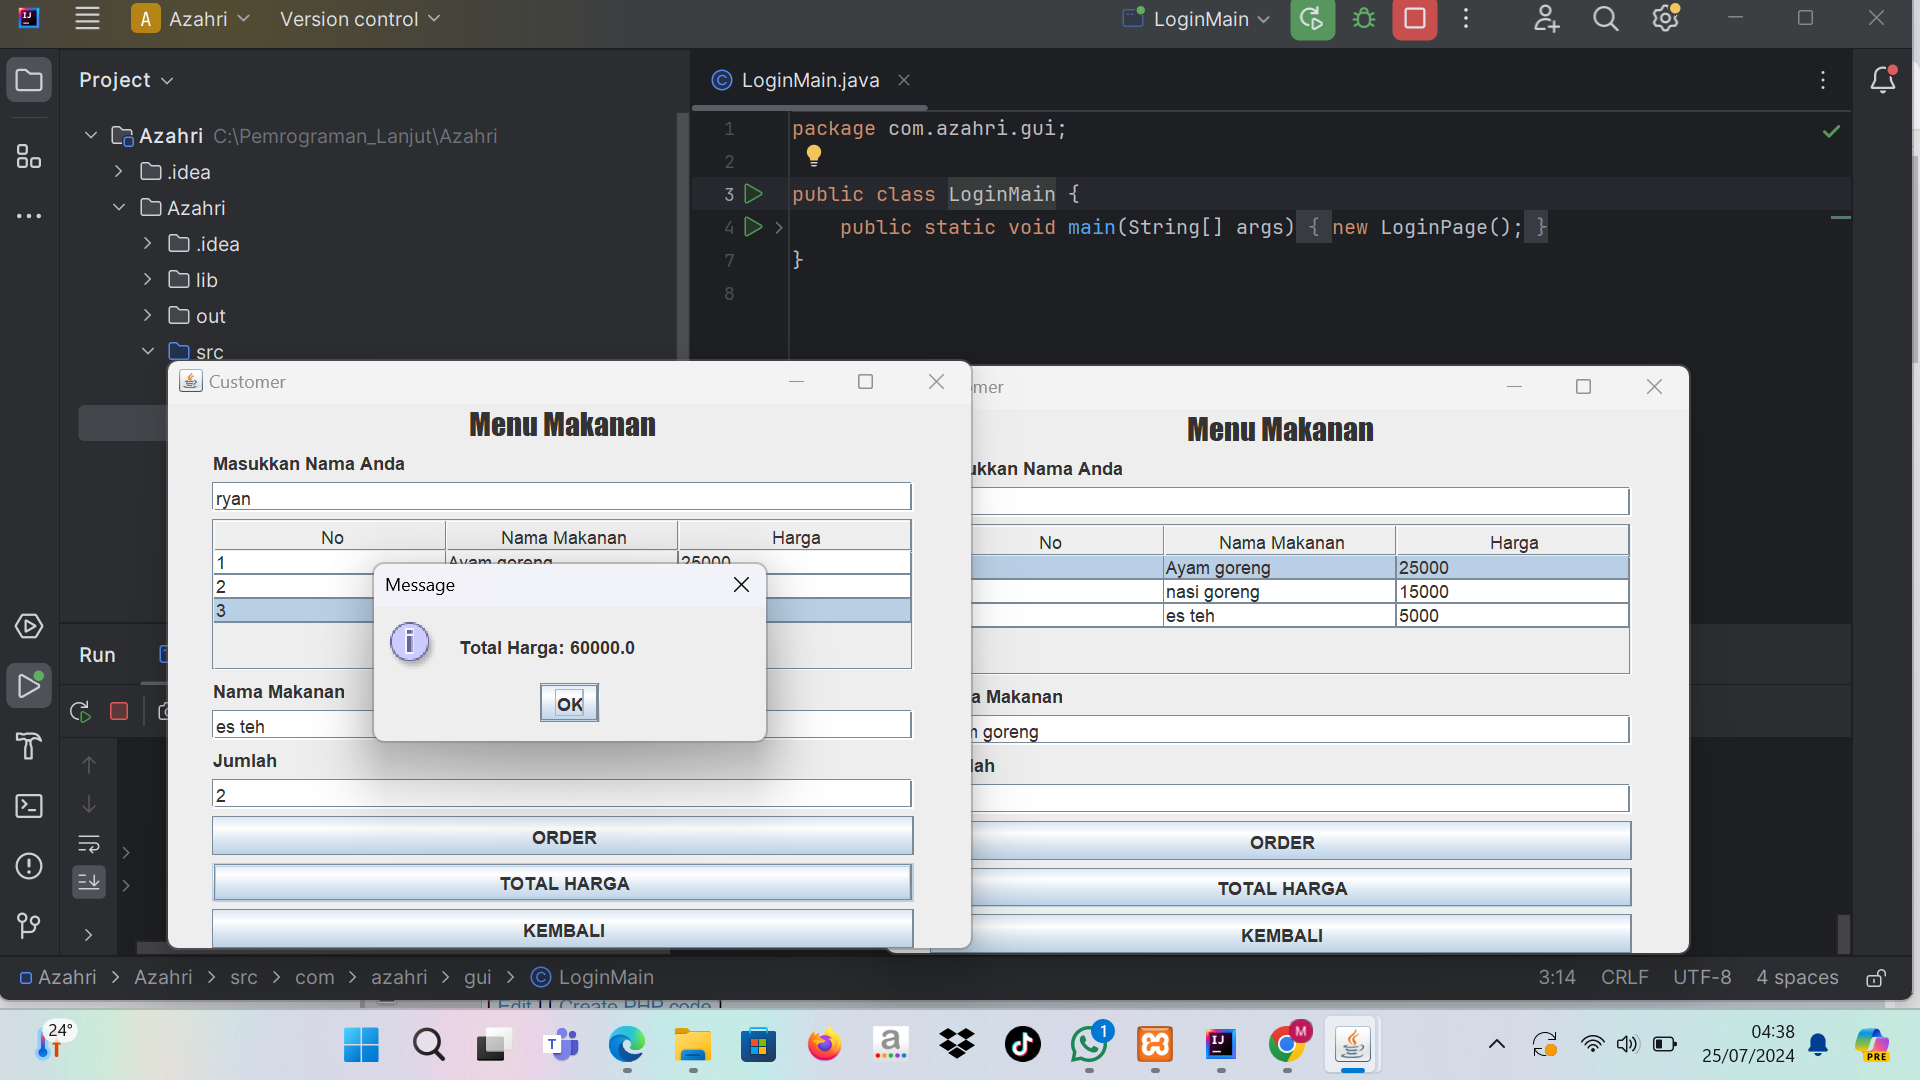 A Azahri Version control LoginMain
Project
LoginMain.java
Azahri C:\Pemrograman_Lanjut\Azahri
.idea
Azahri
.idea
lib
out
src
1 package com.azahri.gui;
2
3 public class LoginMain {
4 public static void main(String[] args) { new LoginPage(); }
7 }
8
Run
Customer
Menu Makanan
Masukkan Nama Anda
ryan
No Nama Makanan Harga
1 Ayam goreng 25000
2
3
Nama Makanan
es teh
Jumlah
2
ORDER
TOTAL HARGA
KEMBALI
Message
Total Harga: 60000.0
OK
mer
Menu Makanan
ukkan Nama Anda
No Nama Makanan Harga
Ayam goreng 25000
nasi goreng 15000
es teh 5000
a Makanan
n goreng
lah
ORDER
TOTAL HARGA
KEMBALI
Azahri > Azahri > src > com > azahri > gui > LoginMain
3:14 CRLF UTF-8 4 spaces
Edit Create PHP code
24°
1
M
04:38
25/07/2024
PRE